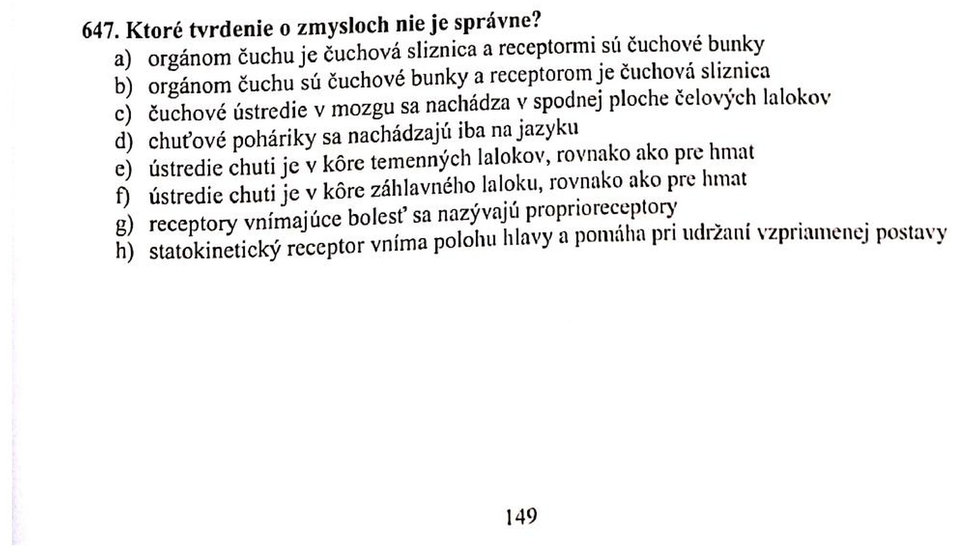 647. Ktoré tvrdenie o zmysloch nie je správne?
a) orgánom čuchu je čuchová sliznica a receptormi sú čuchové bunky
b) orgánom čuchu sú čuchové bunky a receptorom je čuchová sliznica
c) čuchové ústredie v mozgu sa nachádza v spodnej ploche čelových lalokov
d) chuťové poháriky sa nachádzajú iba na jazyku
e) ústredie chuti je v kôre temenných lalokov, rovnako ako pre hmat
f) ústredie chuti je v kôre záhlavného laloku, rovnako ako pre hmat
g) receptory vnímajúce bolesť sa nazývajú proprioreceptory
h) statokinetický receptor vníma polohu hlavy a pomáha pri udržaní vzpriamenej postavy
149